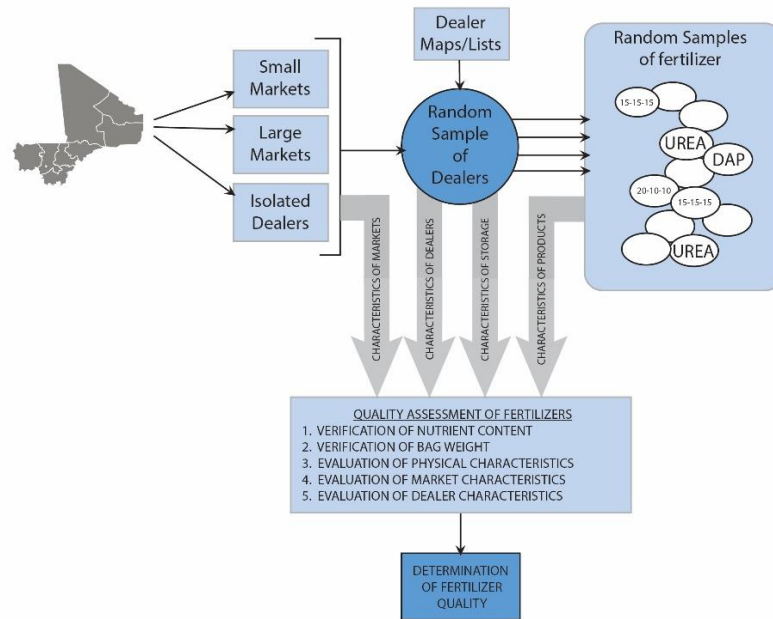 Small
Markets
Large
Markets
Isolated
Dealers
Dealer
Maps/Lists
Random
Sample
of
Dealers
Random Samples
of fertilizer
15-15-15
UREA
DAP
20-10-10
15-15-15
UREA
CHARACTERISTICS OF MARKETS
CHARACTERISTICS OF DEALERS
CHARACTERISTICS OF STORAGE
CHARACTERISTICS OF PRODUCTS
QUALITY ASSESSMENT OF FERTILIZERS
1. VERIFICATION OF NUTRIENT CONTENT
2. VERIFICATION OF BAG WEIGHT
3. EVALUATION OF PHYSICAL CHARACTERISTICS
4. EVALUATION OF MARKET CHARACTERISTICS
5. EVALUATION OF DEALER CHARACTERISTICS
DETERMINATION
OF FERTILIZER
QUALITY